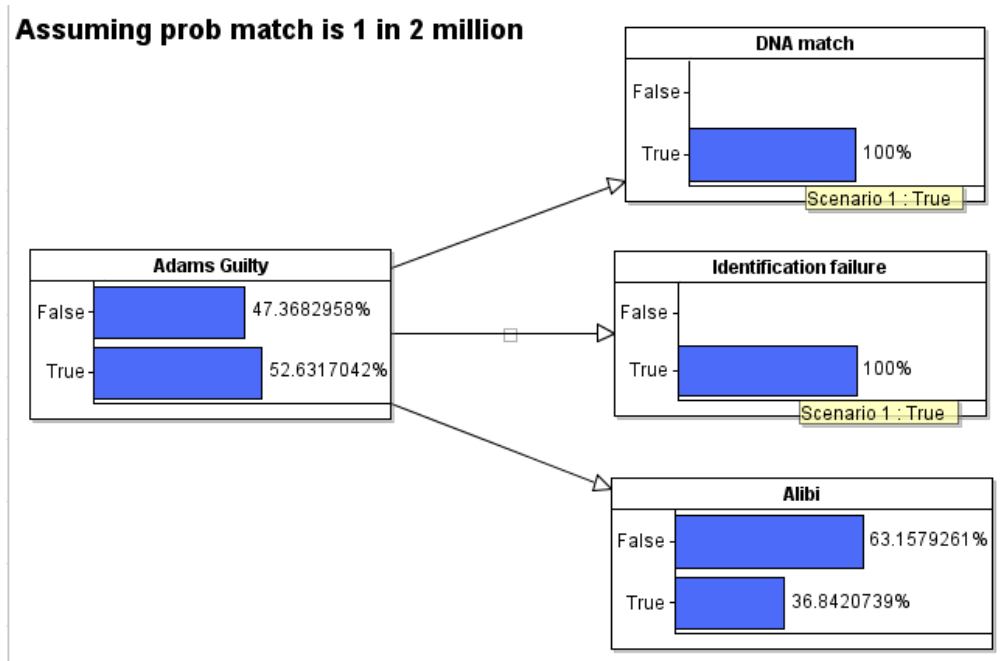 Assuming prob match is 1 in 2 million
DNA match
False
True
100%
Scenario 1 : True
Adams Guilty
False
47.3682958%
True
52.6317042%
Identification failure
False
True
100%
Scenario 1 : True
Alibi
False
63.1579261%
True
36.8420739%